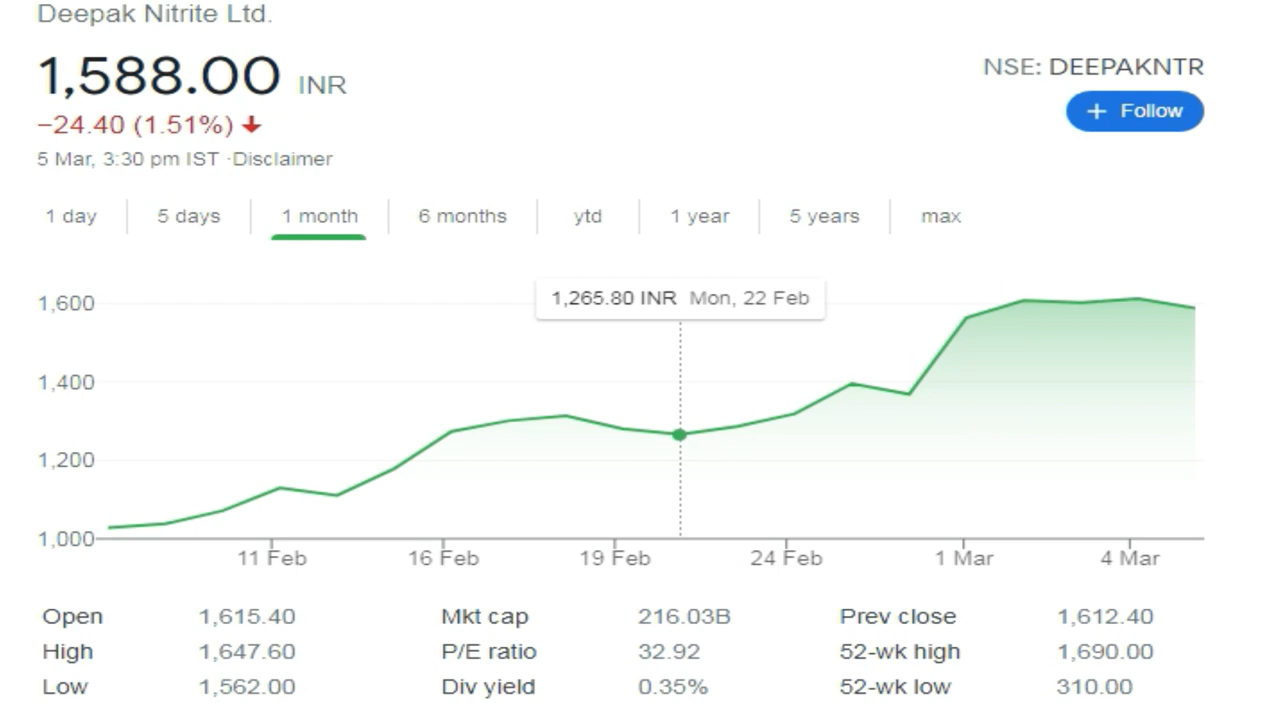 Deepak Nitrite Ltd.
1,588.00 INR
NSE: DEEPAKNTR
−24.40 (1.51%) ↓
+ Follow
5 Mar, 3:30 pm IST ·Disclaimer
1 day 5 days 1 month 6 months ytd 1 year 5 years max
1,265.80 INR Mon, 22 Feb
1,600
1,400
1,200
1,000
11 Feb 16 Feb 19 Feb 24 Feb 1 Mar 4 Mar
Open 1,615.40 Mkt cap 216.03B Prev close 1,612.40
High 1,647.60 P/E ratio 32.92 52-wk high 1,690.00
Low 1,562.00 Div yield 0.35% 52-wk low 310.00